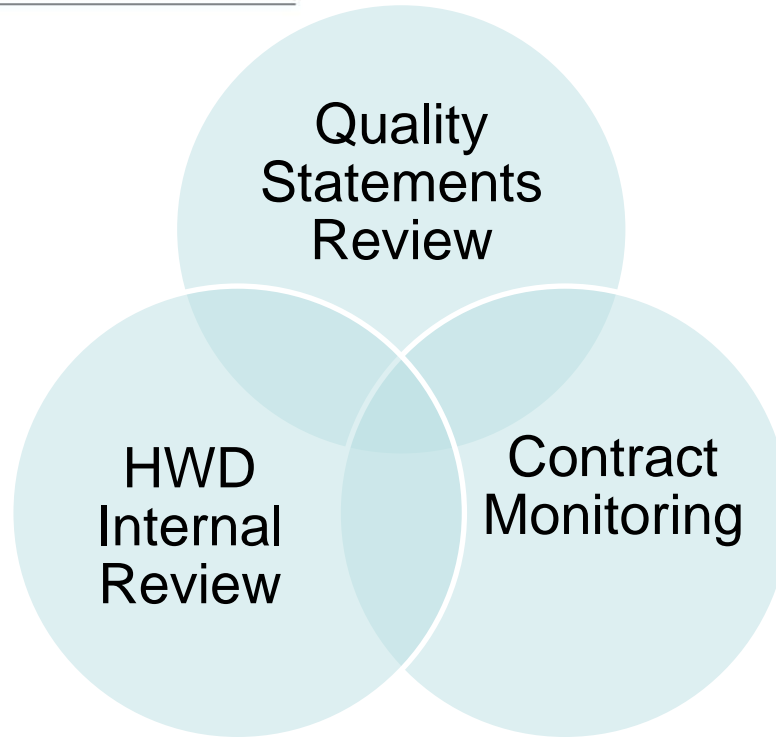 Quality
Statements
Review
HWD
Internal
Review
Contract
Monitoring